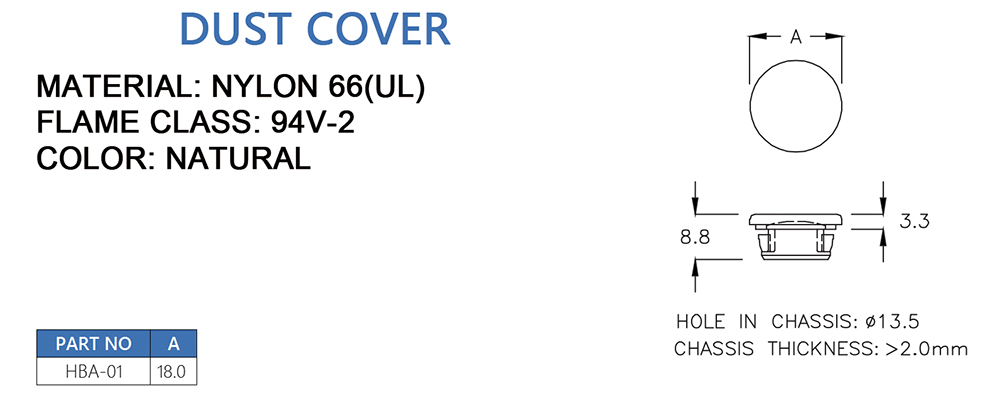 DUST COVER
MATERIAL: NYLON 66(UL)
FLAME CLASS: 94V-2
COLOR: NATURAL
A
8.8
3.3
HOLE IN CHASSIS: ø13.5
CHASSIS THICKNESS: >2.0mm
PART NO A
HBA-01 18.0